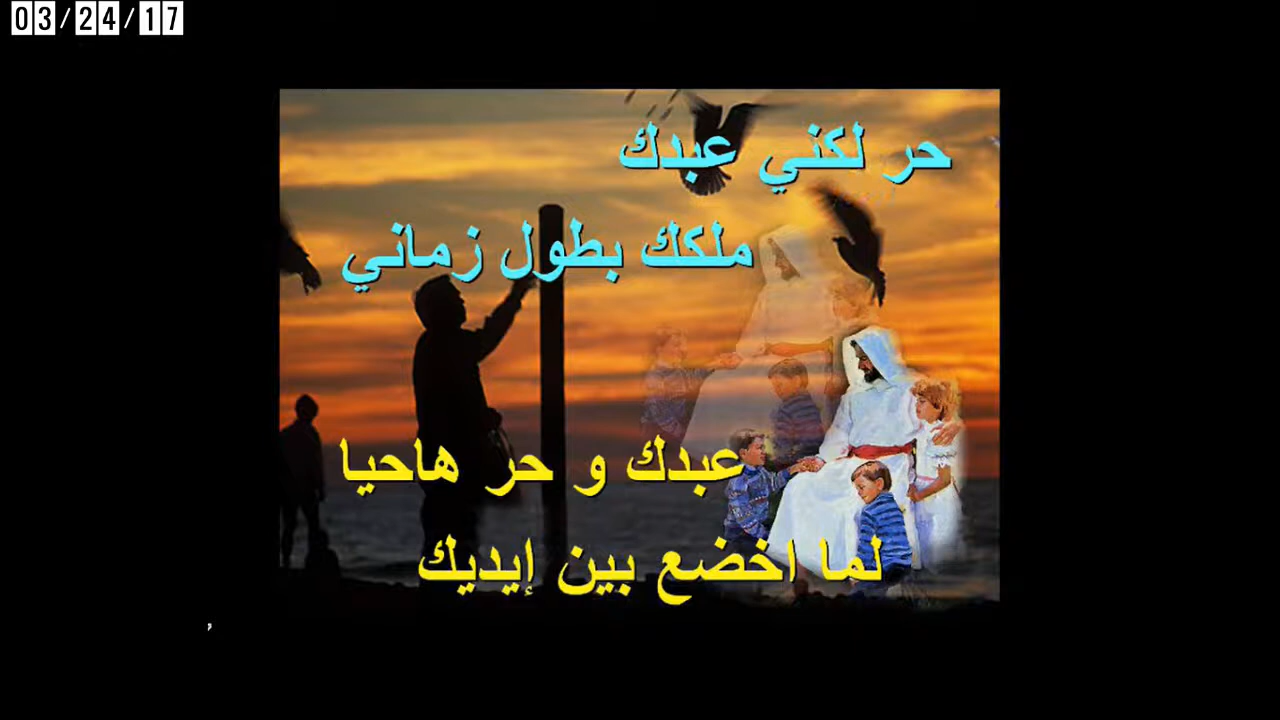 03/24/17
حر لكني عبدك
ملكك بطول زماني
عبدك و حر هاحيا
لما اخضع بين إيديك
,